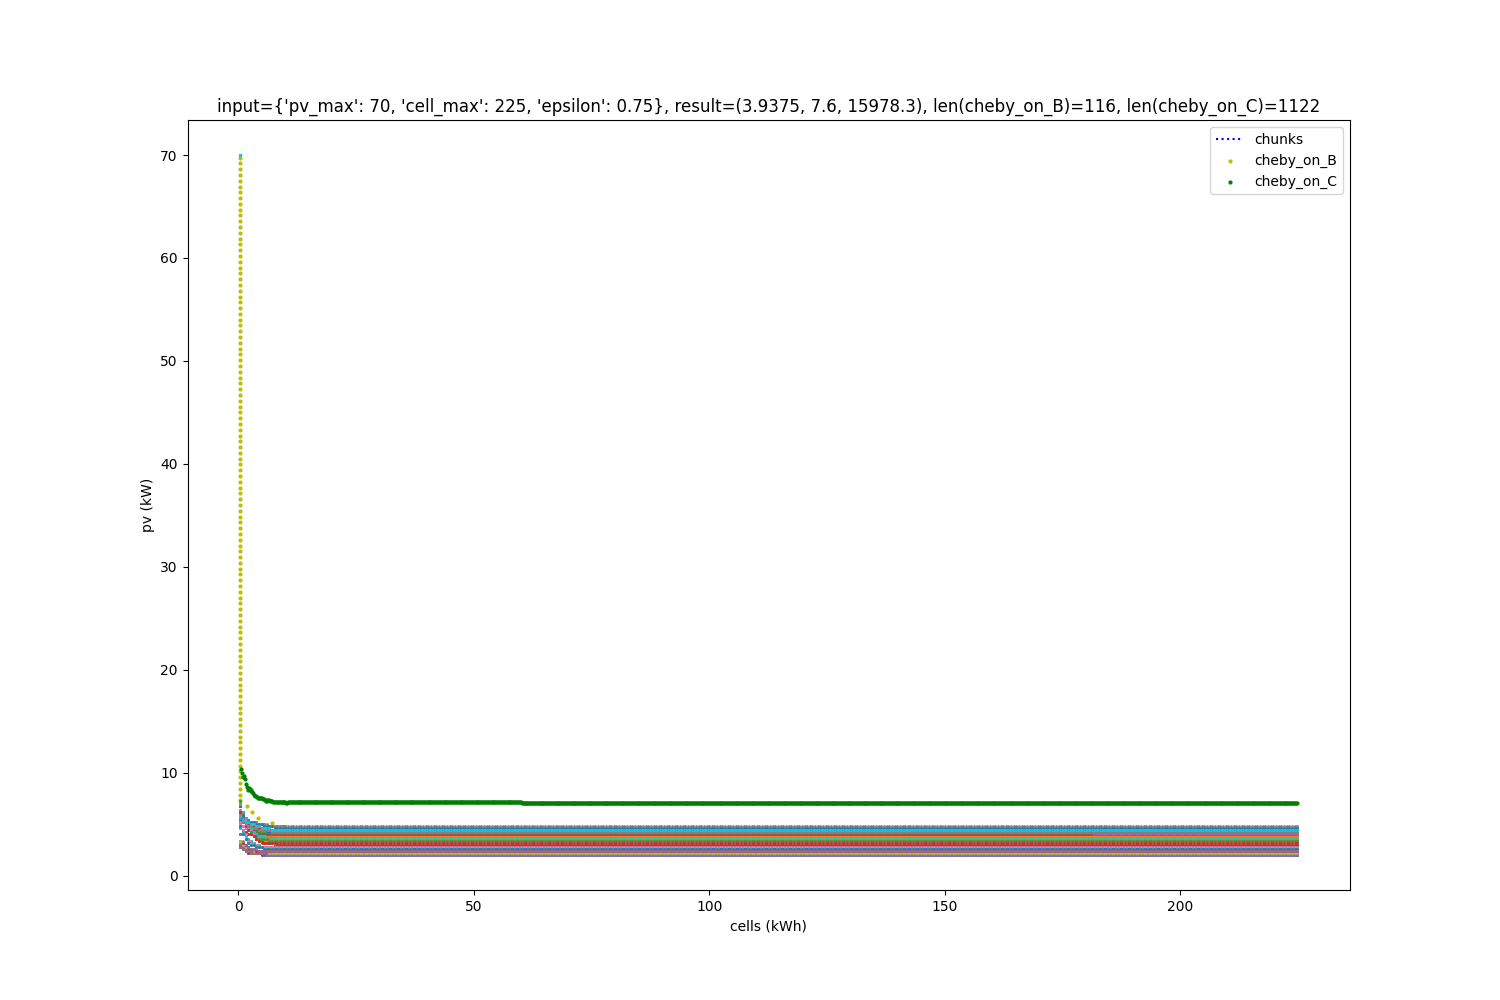 input={'pv_max': 70, 'cell_max': 225, 'epsilon': 0.75}, result=(3.9375, 7.6, 15978.3), len(cheby_on_B)=116, len(cheby_on_C)=1122
chunks
cheby_on_B
cheby_on_C
70
60
50
40
30
20
10
0
pv (kW)
0 50 100 150 200
cells (kWh)